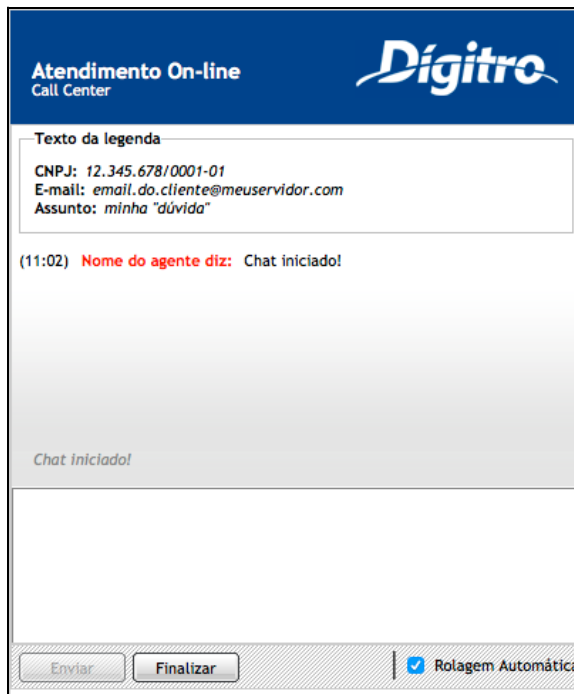 Atendimento On-line
Call Center
Dígitro
Texto da legenda
CNPJ: 12.345.678/0001-01
E-mail: email.do.cliente@meuservidor.com
Assunto: minha "dúvida"
(11:02) Nome do agente diz: Chat iniciado!
Chat iniciado!
Enviar
Finalizar
Rolagem Automática